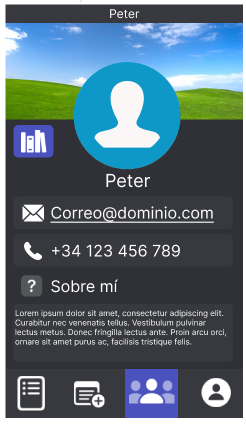 Peter
Peter
Correo@dominio.com
+34 123 456 789
? Sobre mí
Lorem ipsum dolor sit amet, consectetur adipiscing elit.
Curabitur nec venenatis tellus. Vestibulum pulvinar
lectus metus. Donec fringilla lectus ante. Proin arcu orci,
ornare sit amet purus ac, facilisis tristique felis.